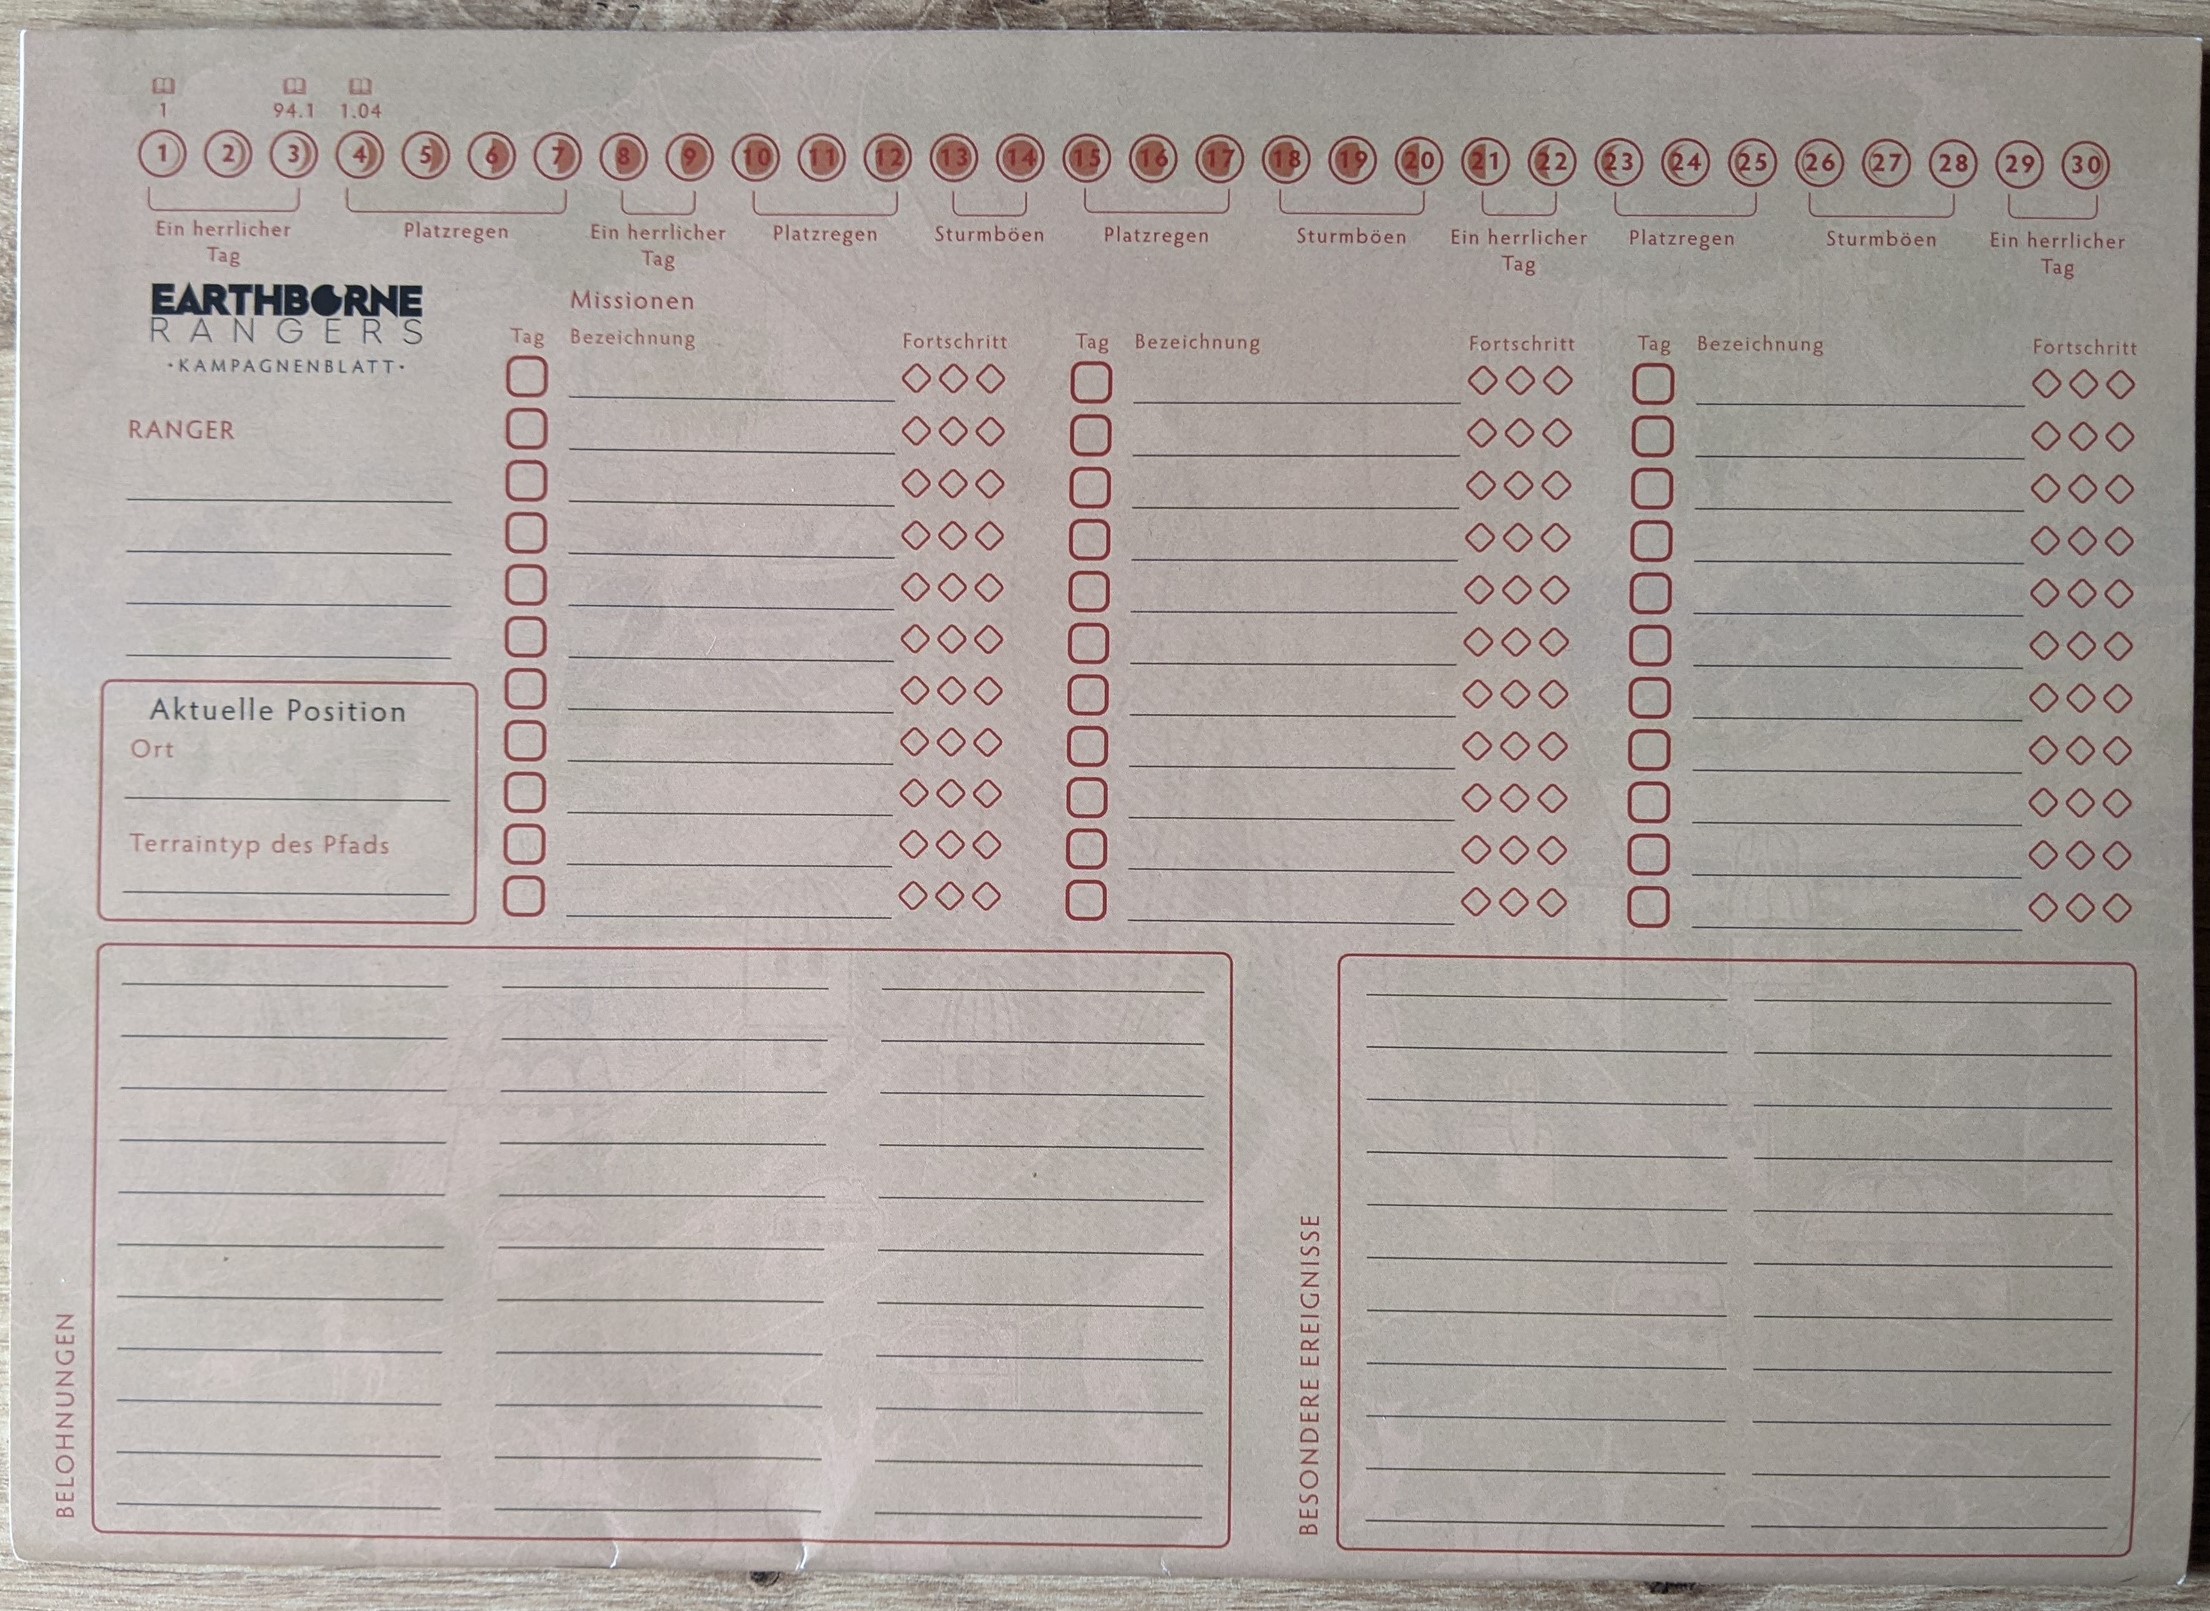 1 94.1 1.04
1 2 3 4 5 6 7 8 9 10 11 12 13 14 15 16 17 18 19 20 21 22 23 24 25 26 27 28 29 30
Ein herrlicher Platzregen Ein herrlicher Platzregen Sturmböen Platzregen Sturmböen Ein herrlicher Platzregen Sturmböen Ein herrlicher
Tag Tag Tag Tag
EARTHBORNE
RANGERS
·KAMPAGNENBLATT·
Missionen
Tag Bezeichnung Fortschritt Tag Bezeichnung Fortschritt Tag Bezeichnung Fortschritt
RANGER
Aktuelle Position
Ort
Terraintyp des Pfads
BELOHNUNGEN
BESONDERE EREIGNISSE